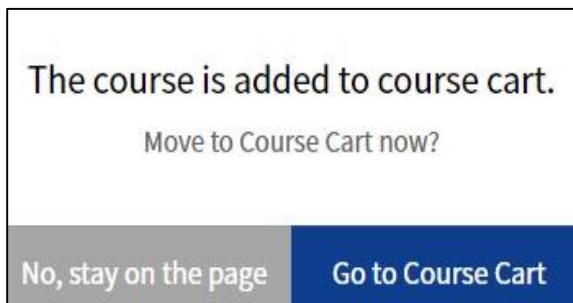 The course is added to course cart.
Move to Course Cart now?
No, stay on the page
Go to Course Cart